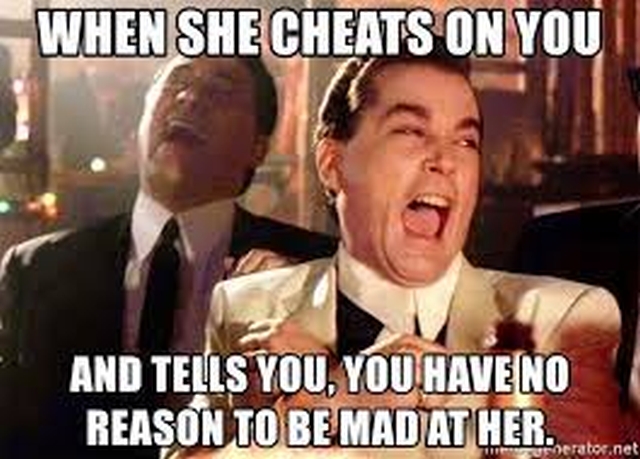 WHEN SHE CHEATS ON YOU
AND TELLS YOU, YOU HAVE NO
REASON TO BE MAD AT HER.